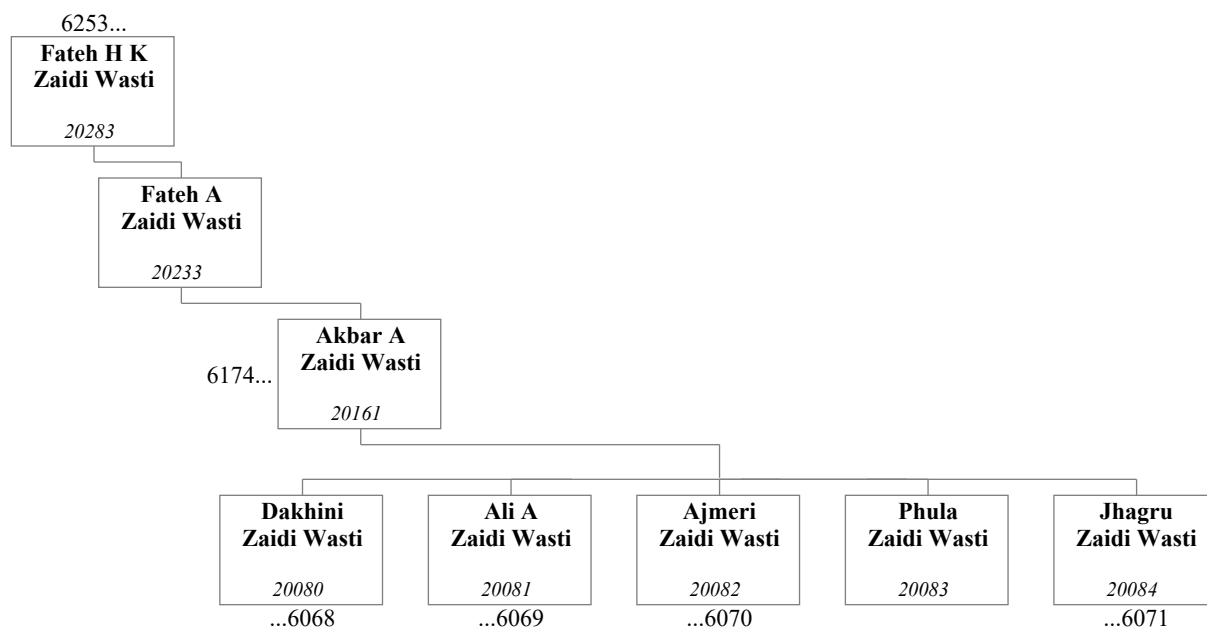 6253...
Fateh H K
Zaidi Wasti
20283
Fateh A
Zaidi Wasti
20233
Akbar A
Zaidi Wasti
6174...
20161
Dakhini
Zaidi Wasti
20080
...6068
Ali A
Zaidi Wasti
20081
...6069
Ajmeri
Zaidi Wasti
20082
...6070
Phula
Zaidi Wasti
20083
Jhagru
Zaidi Wasti
20084
...6071